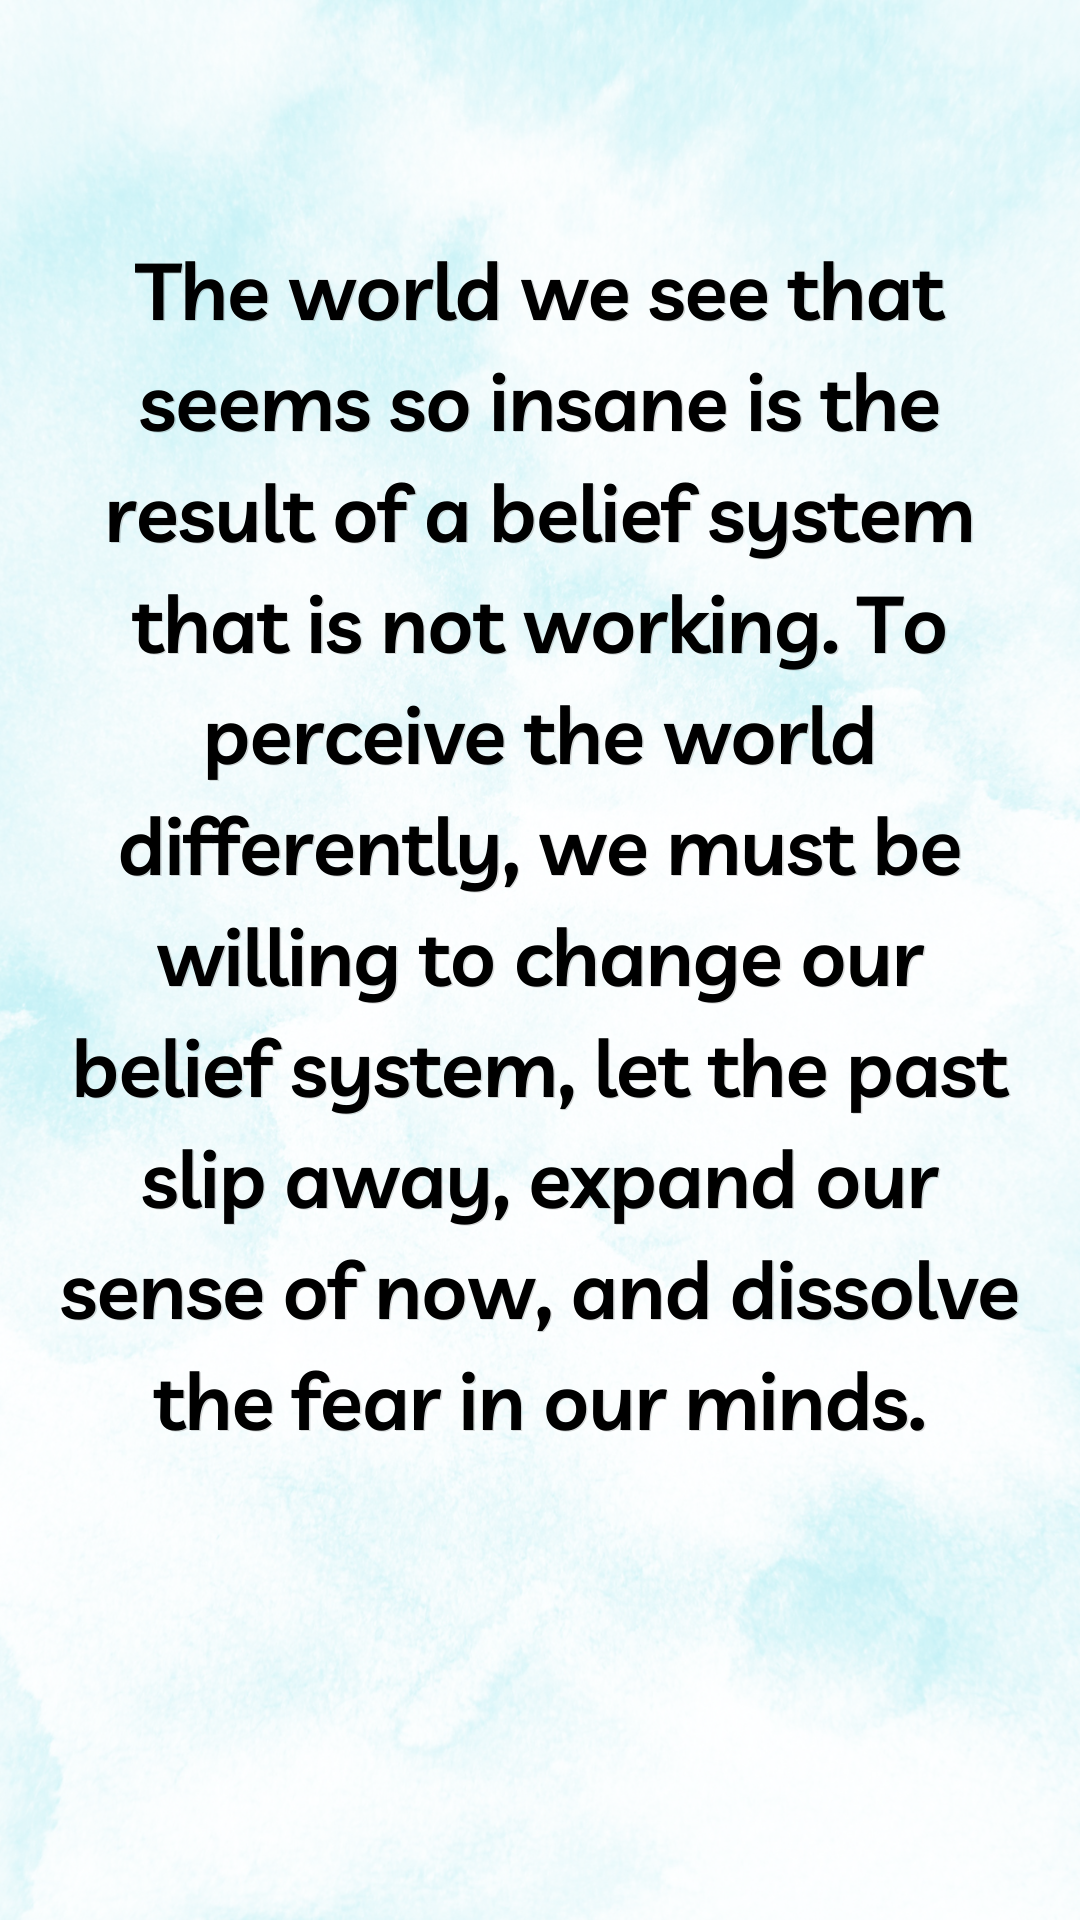 The world we see that
seems so insane is the
result of a belief system
that is not working. To
perceive the world
differently, we must be
willing to change our
belief system, let the past
slip away, expand our
sense of now, and dissolve
the fear in our minds.